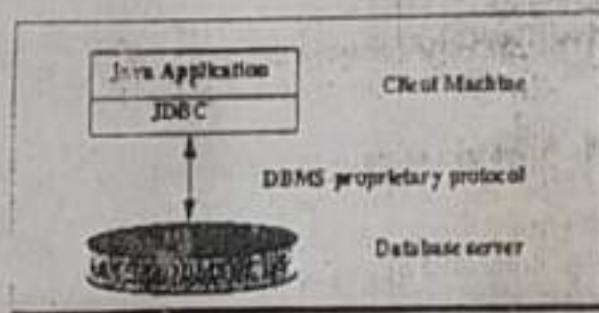 Java Application
JDBC
Client Machine
DBMS proprietary protocol
Database server